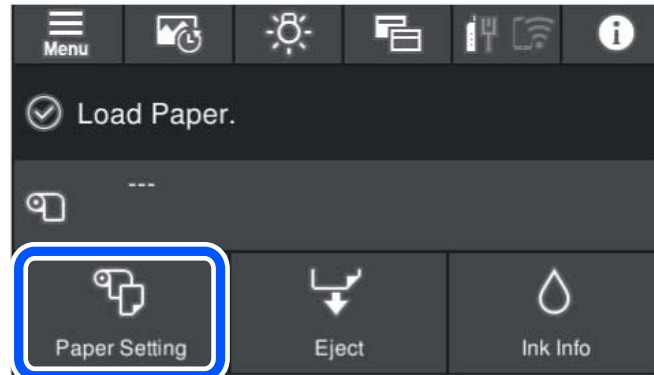 Menu
Load Paper.
---
Paper Setting
Eject
Ink Info